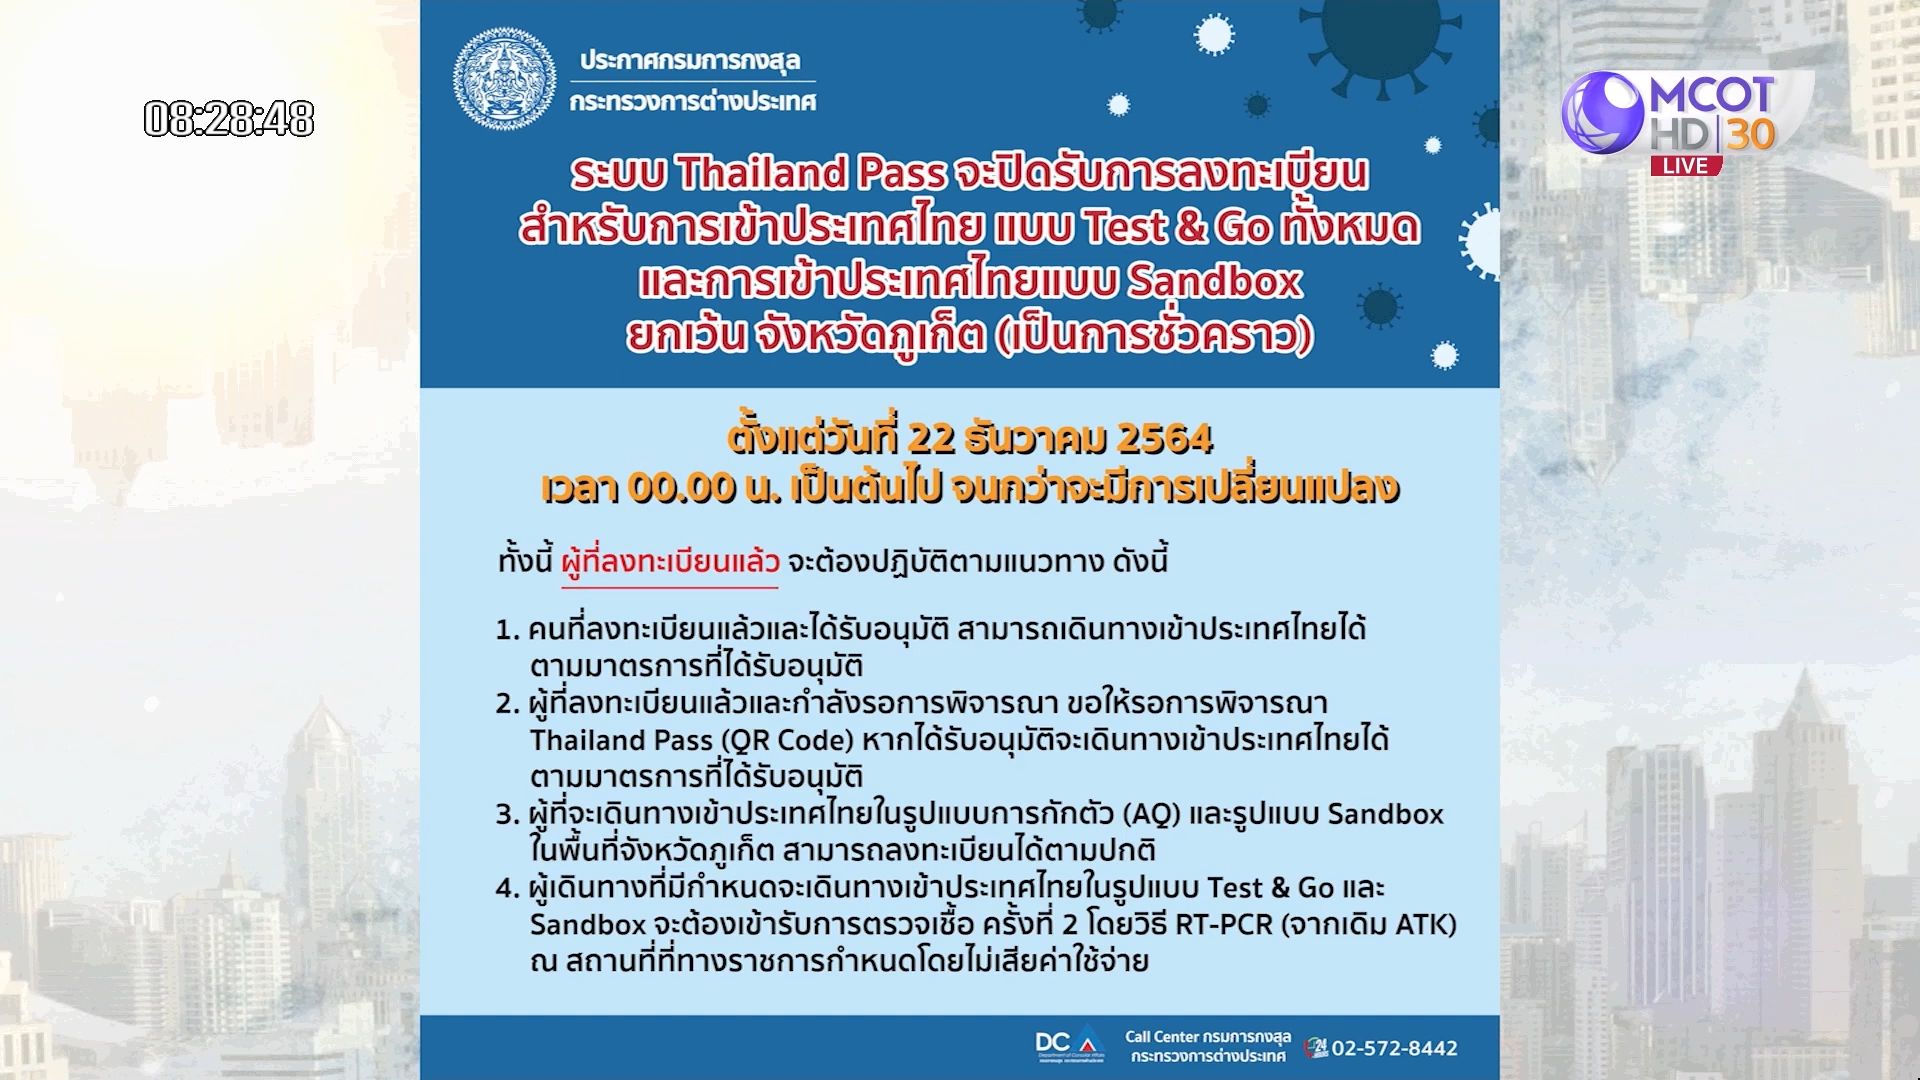 08:28:48
MCOT
HD 30
LIVE
ประกาศกรมการกงสุล
กระทรวงการต่างประเทศ
ระบบ Thailand Pass จะปิดรับการลงทะเบียน
สำหรับการเข้าประเทศไทย แบบ Test & Go ทั้งหมด
และการเข้าประเทศไทยแบบ Sandbox
ยกเว้น จังหวัดภูเก็ต (เป็นการชั่วคราว)
ตั้งแต่วันที่ 22 ธันวาคม 2564
เวลา 00.00 น. เป็นต้นไป จนกว่าจะมีการเปลี่ยนแปลง
ทั้งนี้ ผู้ที่ลงทะเบียนแล้ว จะต้องปฏิบัติตามแนวทาง ดังนี้
1. คนที่ลงทะเบียนแล้วและได้รับอนุมัติ สามารถเดินทางเข้าประเทศไทยได้
ตามมาตรการที่ได้รับอนุมัติ
2. ผู้ที่ลงทะเบียนแล้วและกำลังรอการพิจารณา ขอให้รอการพิจารณา
Thailand Pass (QR Code) หากได้รับอนุมัติจะเดินทางเข้าประเทศไทยได้
ตามมาตรการที่ได้รับอนุมัติ
3. ผู้ที่จะเดินทางเข้าประเทศไทยในรูปแบบการกักตัว (AQ) และรูปแบบ Sandbox
ในพื้นที่จังหวัดภูเก็ต สามารถลงทะเบียนได้ตามปกติ
4. ผู้เดินทางที่มีกำหนดจะเดินทางเข้าประเทศไทยในรูปแบบ Test & Go และ
Sandbox จะต้องเข้ารับการตรวจเชื้อ ครั้งที่ 2 โดยวิธี RT-PCR (จากเดิม ATK)
ณ สถานที่ที่ทางราชการกำหนดโดยไม่เสียค่าใช้จ่าย
DCA
Department of Consular Affairs
Call Center กรมการกงสุล
กระทรวงการต่างประเทศ
24
02-572-8442